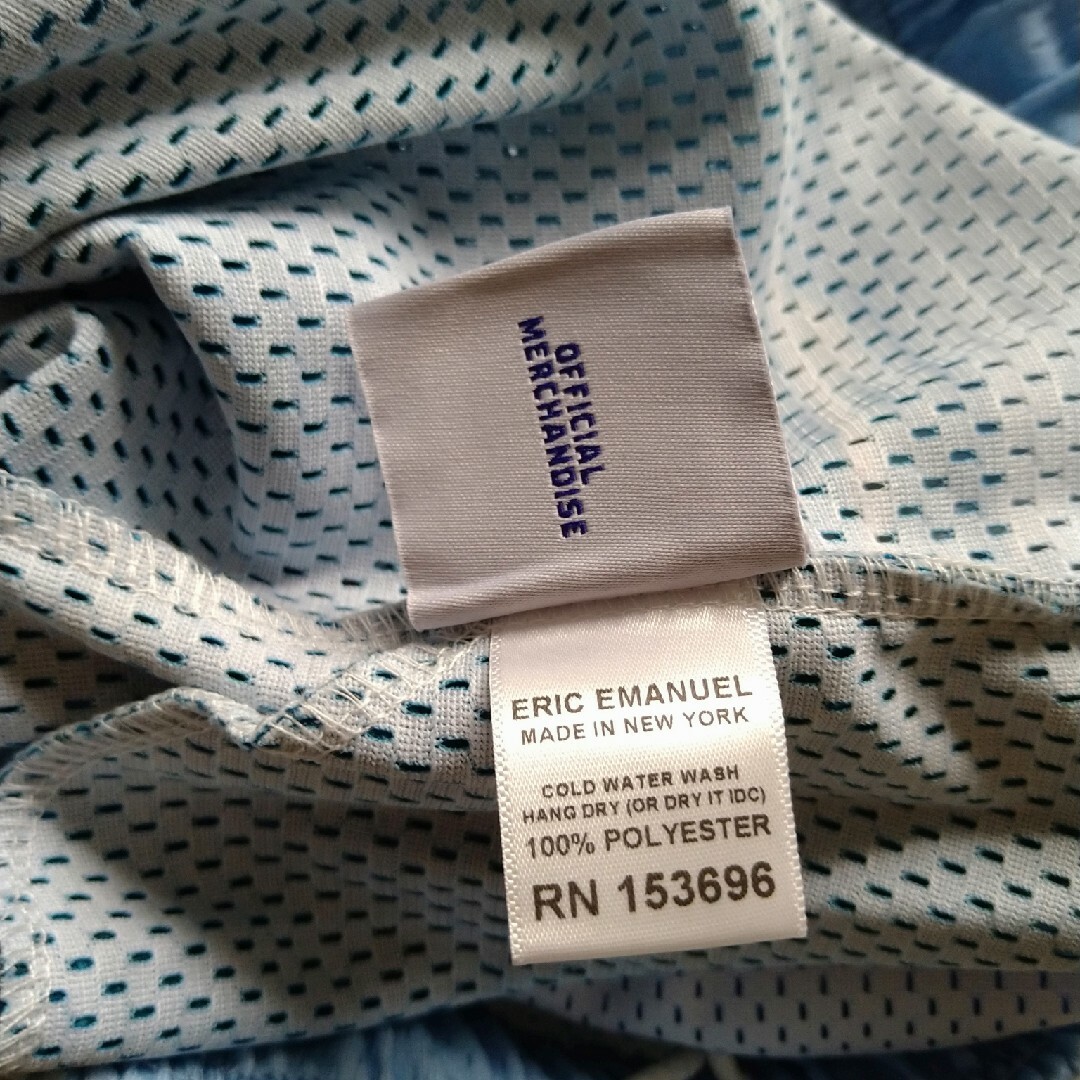 OFFICIAL
MERCHANDISE
ERIC EMANUEL
MADE IN NEW YORK
COLD WATER WASH
HANG DRY (OR DRY IT IDC)
100% POLYESTER
RN 153696